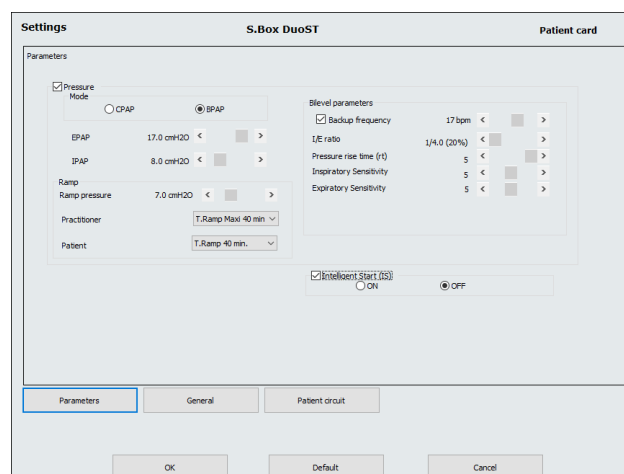 Settings
S.Box DuoST
Patient card
Parameters
Pressure
Mode
CPAP
BPAP
EPAP 17.0 cmH2O
IPAP 8.0 cmH2O
Ramp
Ramp pressure 7.0 cmH2O
Practitioner T.Ramp Maxi 40 min
Patient T.Ramp 40 min.
Bilevel parameters
Backup frequency 17 bpm
I/E ratio 1/4.0 (20%)
Pressure rise time (rt) 5
Inspiratory Sensitivity 5
Expiratory Sensitivity 5
Intelligent Start (IS)
ON
OFF
Parameters
General
Patient circuit
OK
Default
Cancel